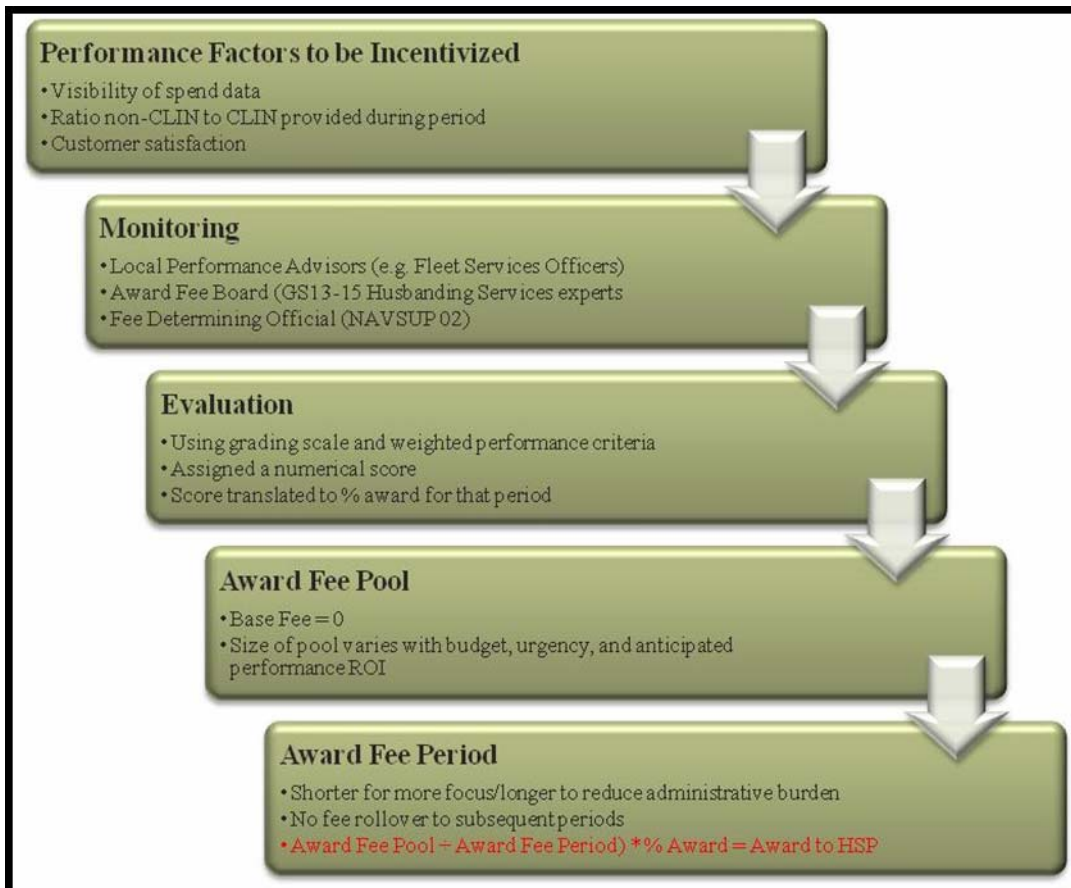 Performance Factors to be Incentivized
• Visibility of spend data
• Ratio non-CLIN to CLIN provided during period
• Customer satisfaction
Monitoring
• Local Performance Advisors (e.g. Fleet Services Officers)
• Award Fee Board (GS13-15 Husbanding Services experts
• Fee Determining Official (NAVSUP 02)
Evaluation
• Using grading scale and weighted performance criteria
• Assigned a numerical score
• Score translated to % award for that period
Award Fee Pool
• Base Fee = 0
• Size of pool varies with budget, urgency, and anticipated
performance ROI
Award Fee Period
• Shorter for more focus/longer to reduce administrative burden
• No fee rollover to subsequent periods
• Award Fee Pool ÷ Award Fee Period) *% Award = Award to HSP